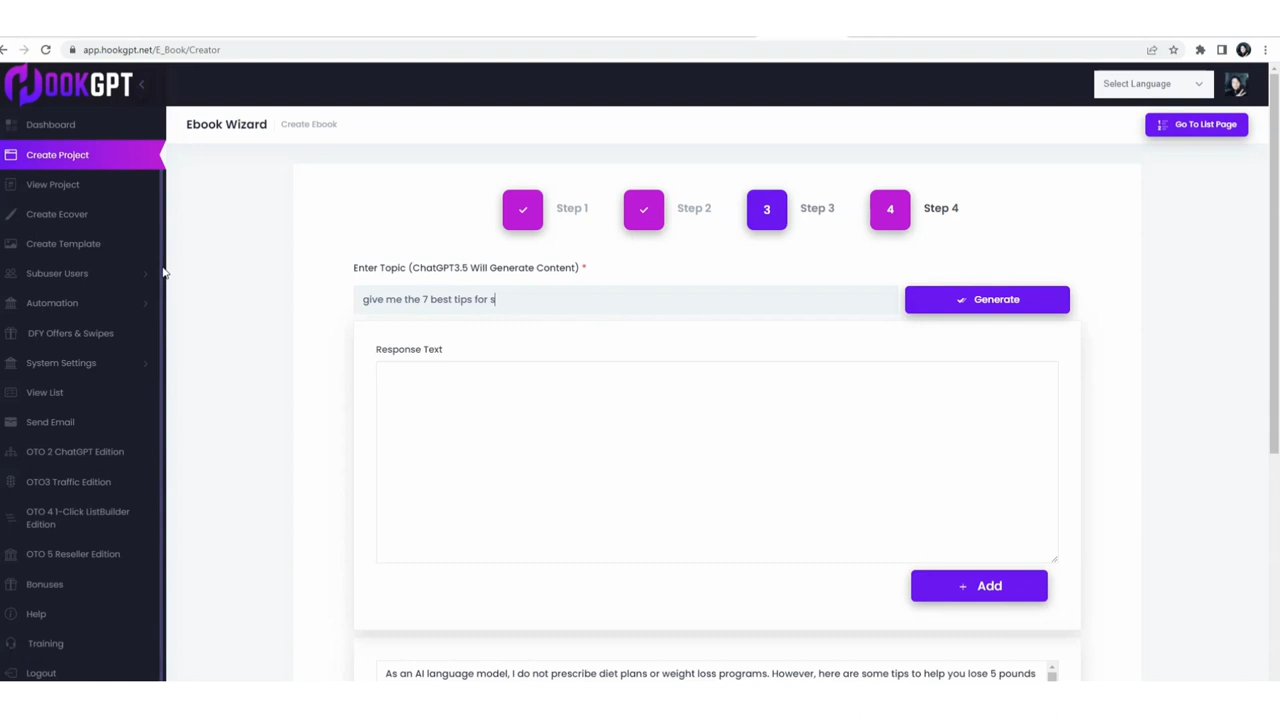 app.hookgpt.net/E_Book/Creator
HOOKGPT
Select Language
Dashboard
Ebook Wizard
Create Ebook
Go To List Page
Create Project
View Project
Create Ecover
Create Template
Subuser Users
Automation
DFY Offers & Swipes
System Settings
View List
Send Email
OTO 2 ChatGPT Edition
OTO3 Traffic Edition
OTO 4 1-Click ListBuilder
Edition
OTO 5 Reseller Edition
Bonuses
Help
Training
Logout
Step 1
Step 2
3 Step 3
4 Step 4
Enter Topic (ChatGPT3.5 Will Generate Content) *
give me the 7 best tips for s
Generate
Response Text
+ Add
As an AI language model, I do not prescribe diet plans or weight loss programs. However, here are some tips to help you lose 5 pounds